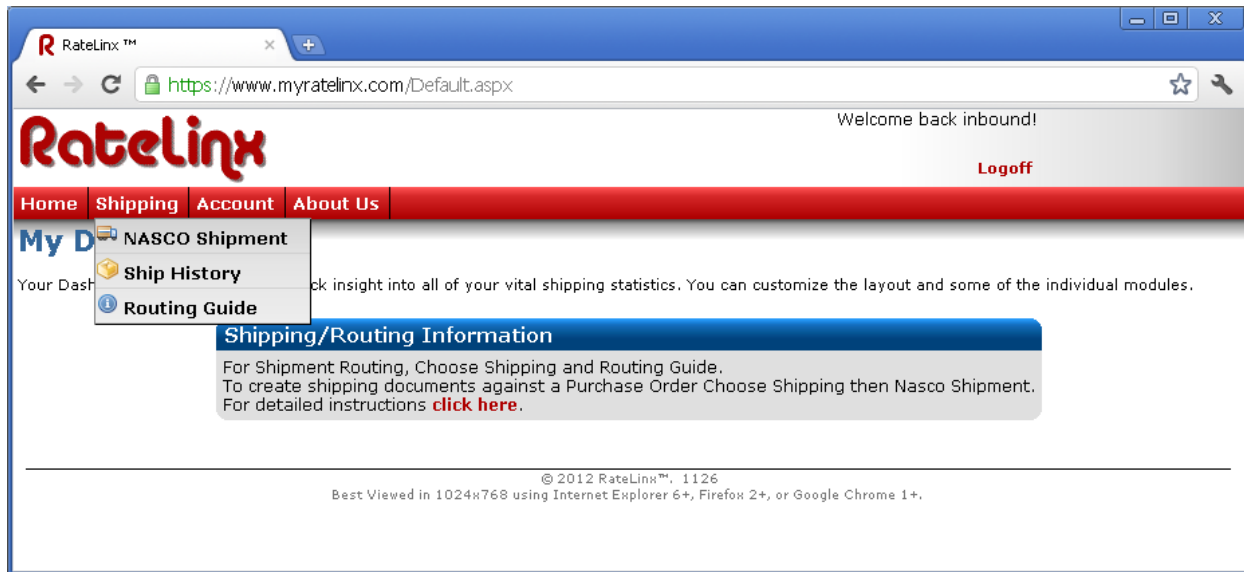 RateLinx ™
https://www.myratelinx.com/Default.aspx
RateLinx
Welcome back inbound!
Logoff
Home Shipping Account About Us
My D
NASCO Shipment
Ship History
Routing Guide
Your Dash ck insight into all of your vital shipping statistics. You can customize the layout and some of the individual modules.
Shipping/Routing Information
For Shipment Routing, Choose Shipping and Routing Guide.
To create shipping documents against a Purchase Order Choose Shipping then Nasco Shipment.
For detailed instructions click here.
© 2012 RateLinx™. 1126
Best Viewed in 1024x768 using Internet Explorer 6+, Firefox 2+, or Google Chrome 1+.